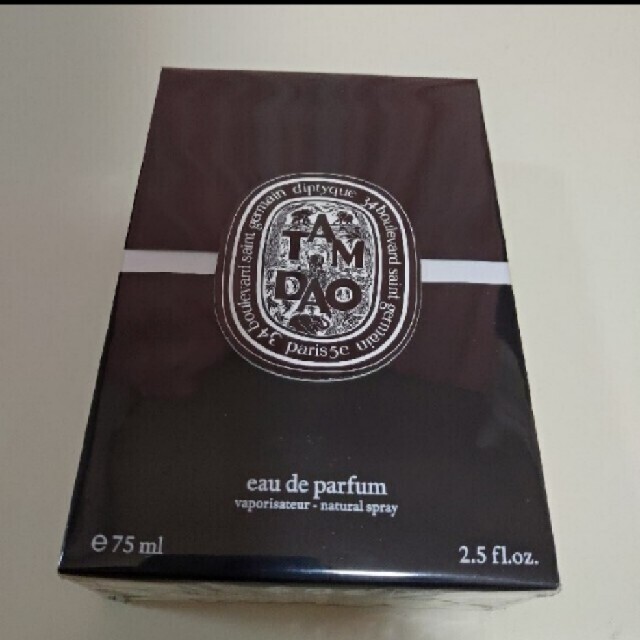 34 boulevard saint germain diptyque 34 boulevard saint germain
TAM
DAO
paris 5e
eau de parfum
vaporisateur - natural spray
e 75 ml
2.5 fl.oz.